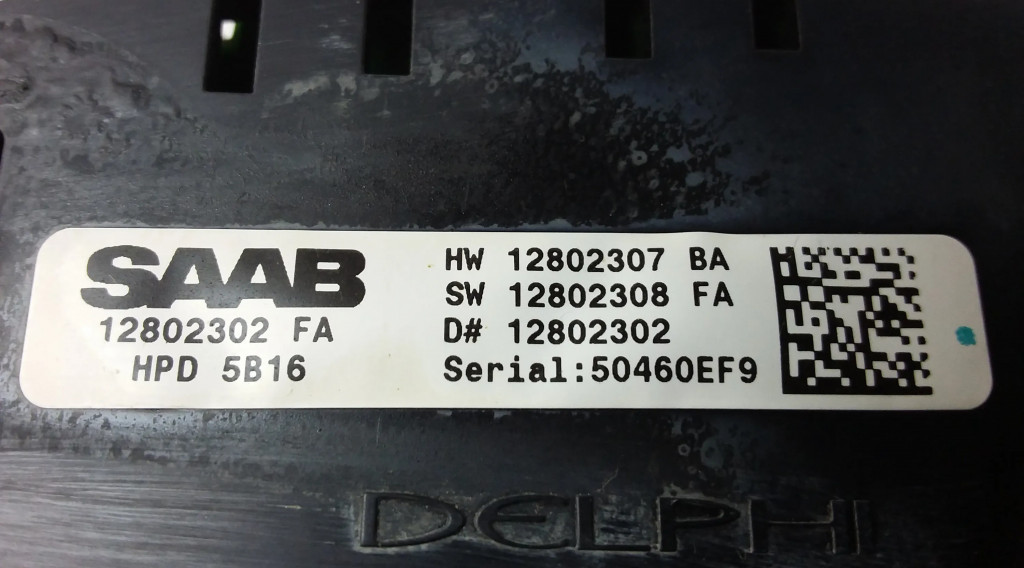 SAAB
12802302 FA
HPD 5B16
HW 12802307 BA
SW 12802308 FA
D# 12802302
Serial:50460EF9
DELPHI